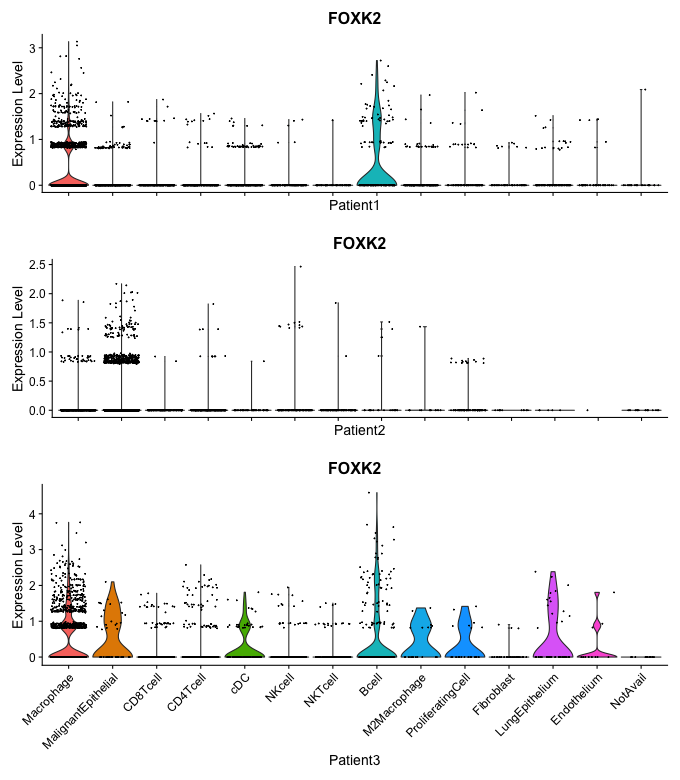 FOXK2
Expression Level
3
2
1
0
Patient1
FOXK2
Expression Level
2.5
2.0
1.5
1.0
0.5
0.0
Patient2
FOXK2
Expression Level
4
3
2
1
0
Macrophage
MalignantEpithelial
CD8Tcell
CD4Tcell
cDC
NKcell
NKTcell
Bcell
M2Macrophage
ProliferatingCell
Fibroblast
LungEpithelium
Endothelium
NotAvail
Patient3